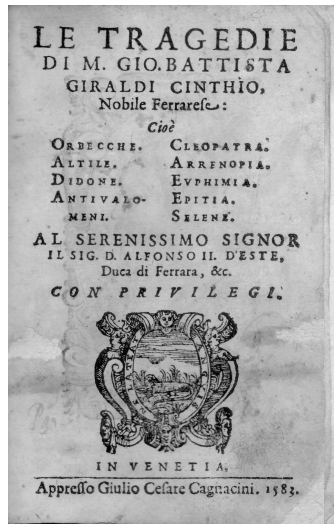 LE TRAGEDIE
DI M. GIO. BATTISTA
GIRALDI CINTHIO,
Nobile Ferrarese:
Cioè
ORBECCHE. CLEOPATRA.
ALTILE. ARRENOPIA.
DIDONE. EVPHIMIA.
ANTIVALO- EPITIA.
MENI. SELENE.
AL SERENISSIMO SIGNOR
IL SIG. D. ALFONSO II. D'ESTE,
Duca di Ferrara, &c.
CON PRIVILEGI.
IN VENETIA,
Appresso Giulio Cesare Cagnacini. 1583.